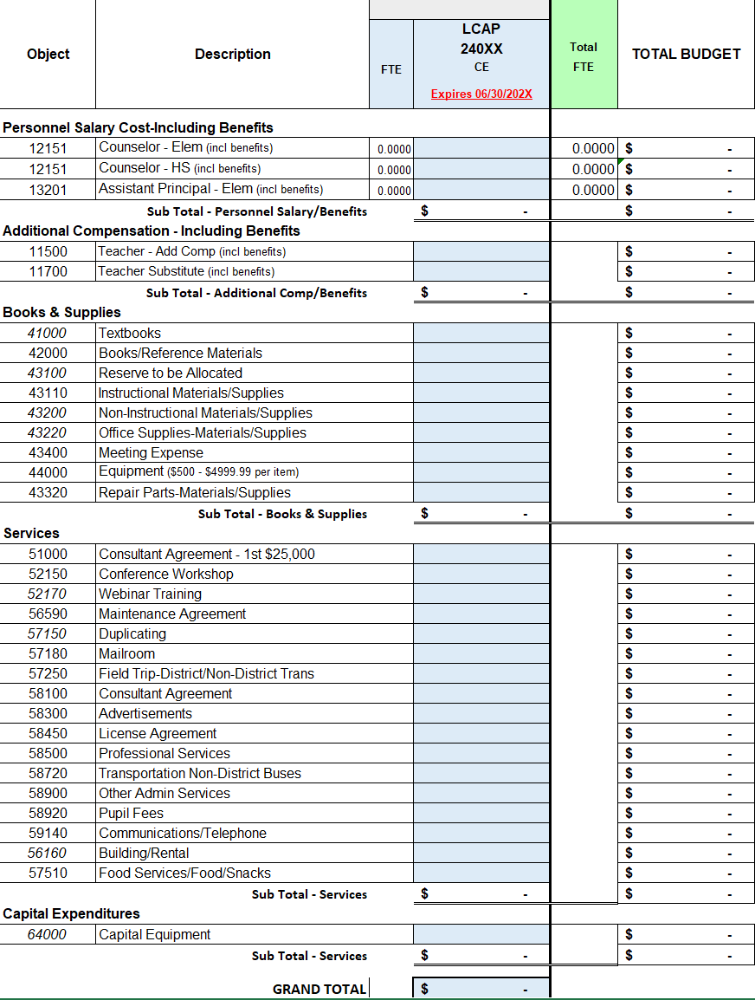 Object Description FTE LCAP 240XX CE Expires 06/30/202X Total FTE TOTAL BUDGET
Personnel Salary Cost-Including Benefits
12151 Counselor - Elem (incl benefits) 0.0000 0.0000 $ -
12151 Counselor - HS (incl benefits) 0.0000 0.0000 $ -
13201 Assistant Principal - Elem (incl benefits) 0.0000 0.0000 $ -
Sub Total - Personnel Salary/Benefits $ - $ -
Additional Compensation - Including Benefits
11500 Teacher - Add Comp (incl benefits) $ -
11700 Teacher Substitute (incl benefits) $ -
Sub Total - Additional Comp/Benefits $ - $ -
Books & Supplies
41000 Textbooks $ -
42000 Books/Reference Materials $ -
43100 Reserve to be Allocated $ -
43110 Instructional Materials/Supplies $ -
43200 Non-Instructional Materials/Supplies $ -
43220 Office Supplies-Materials/Supplies $ -
43400 Meeting Expense $ -
44000 Equipment ($500 - $4999.99 per item) $ -
43320 Repair Parts-Materials/Supplies $ -
Sub Total - Books & Supplies $ - $ -
Services
51000 Consultant Agreement - 1st $25,000 $ -
52150 Conference Workshop $ -
52170 Webinar Training $ -
56590 Maintenance Agreement $ -
57150 Duplicating $ -
57180 Mailroom $ -
57250 Field Trip-District/Non-District Trans $ -
58100 Consultant Agreement $ -
58300 Advertisements $ -
58450 License Agreement $ -
58500 Professional Services $ -
58720 Transportation Non-District Buses $ -
58900 Other Admin Services $ -
58920 Pupil Fees $ -
59140 Communications/Telephone $ -
56160 Building/Rental $ -
57510 Food Services/Food/Snacks $ -
Sub Total - Services $ - $ -
Capital Expenditures
64000 Capital Equipment $ -
Sub Total - Services $ - $ -
GRAND TOTAL $ -